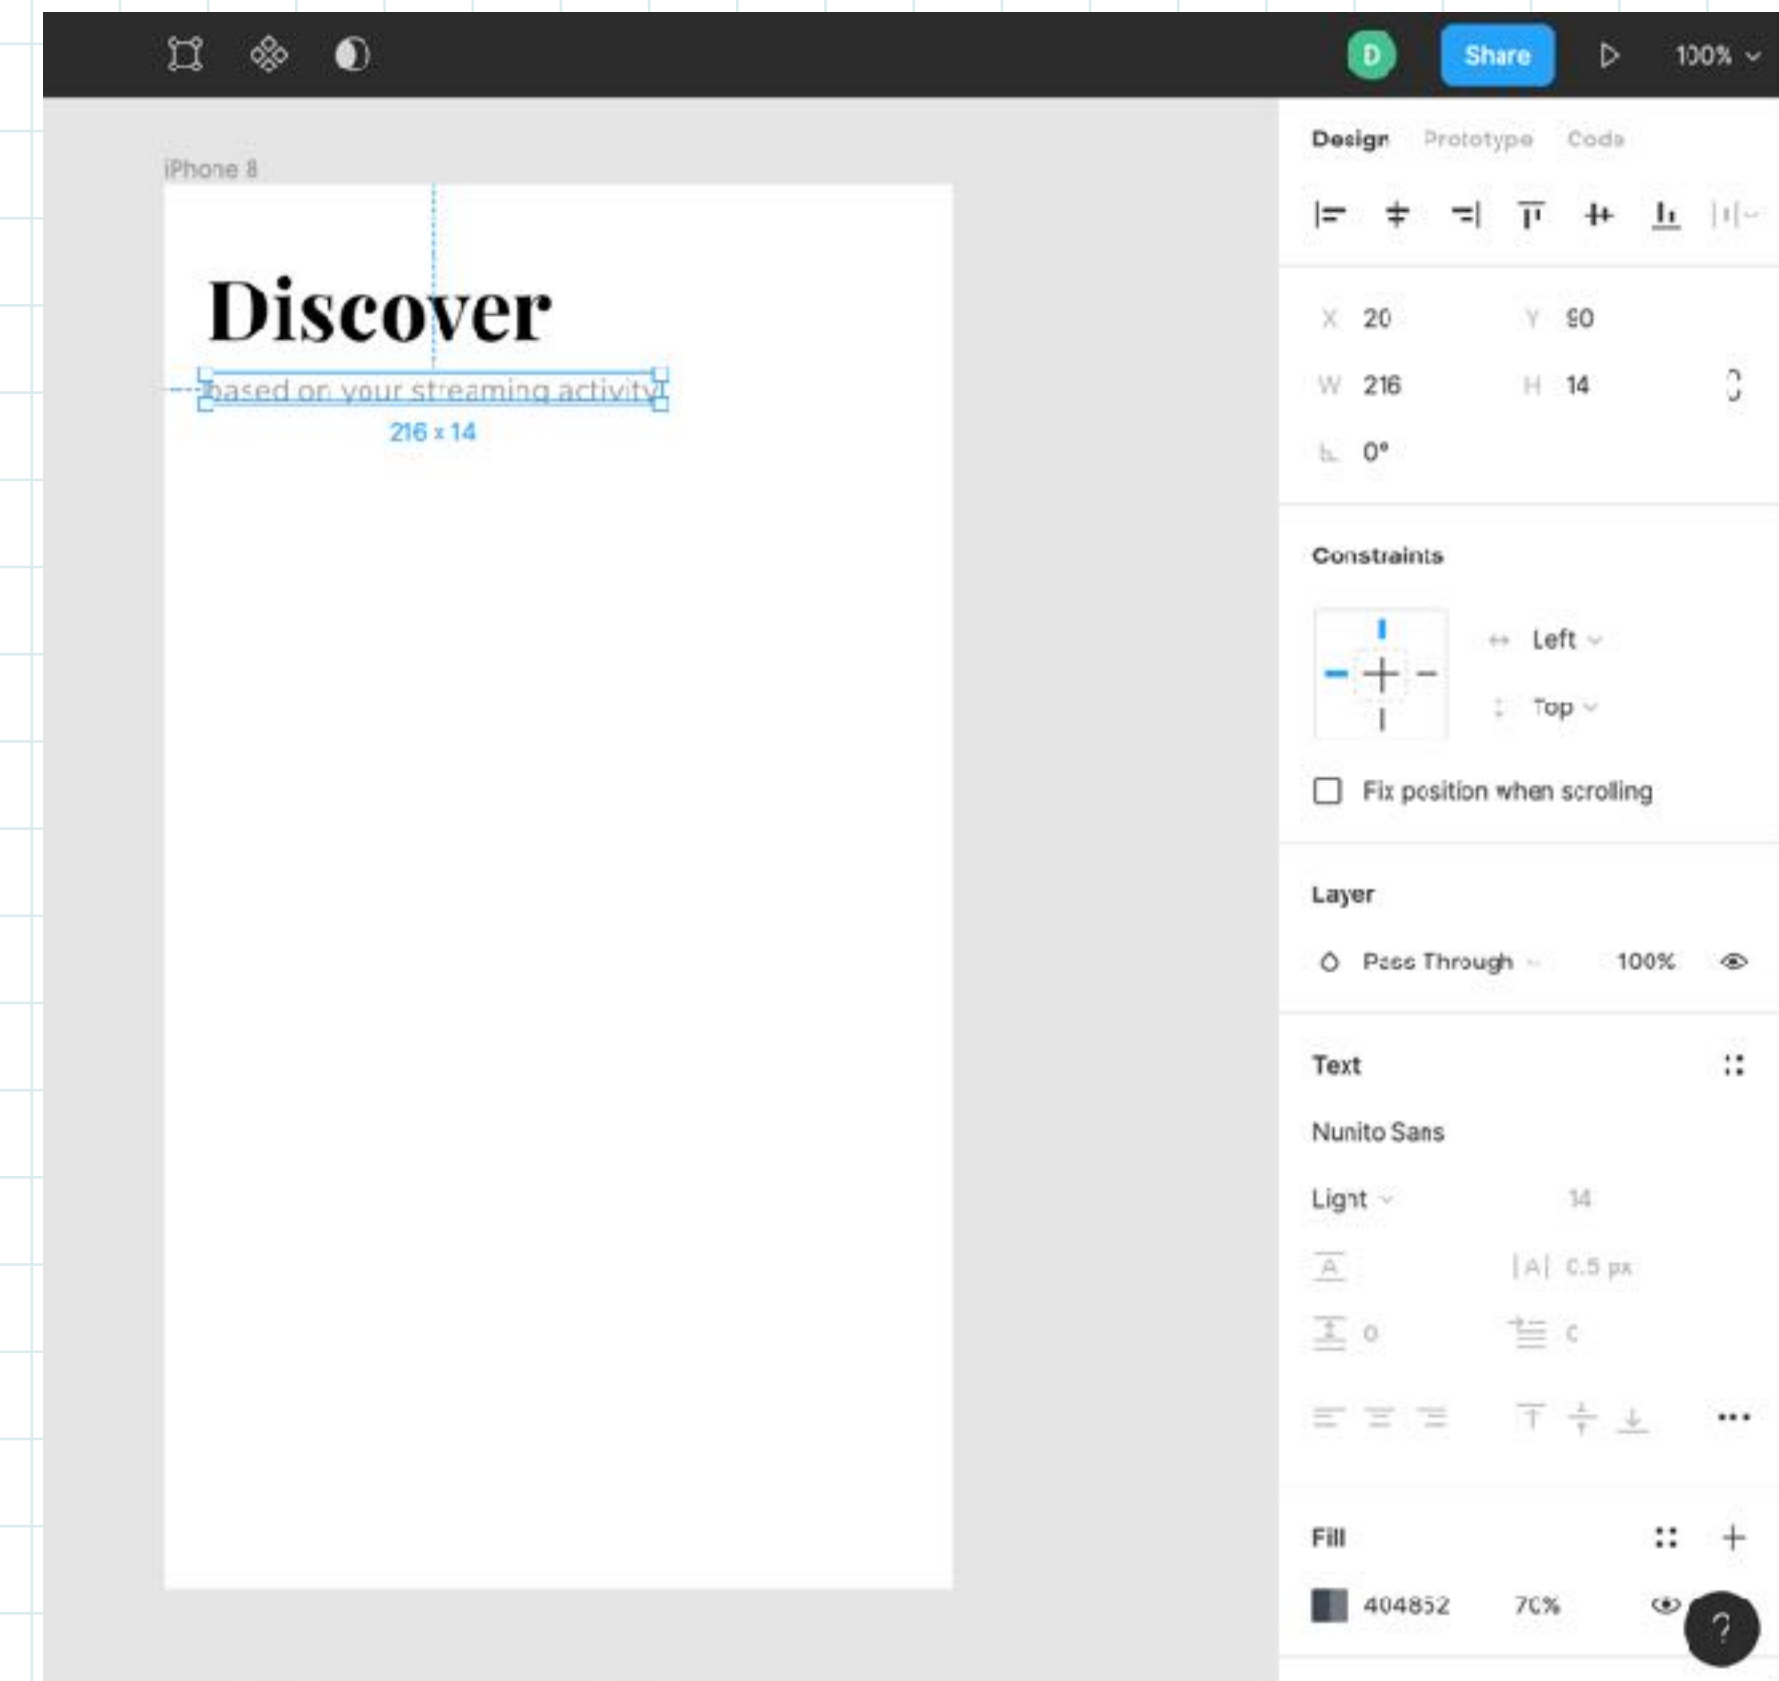 D Share 100%
Design Prototype Code
iPhone 8
Discover
based on your streaming activity
216 x 14
X 20 Y 90
W 216 H 14
0°
Constraints
Left
Top
Fix position when scrolling
Layer
Pass Through 100%
Text
Nunito Sans
Light 14
A |A| 0.5 px
0 0
Fill
404852 70%
?